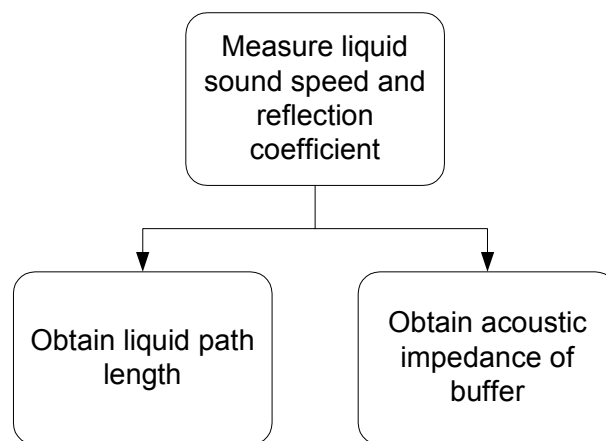 Measure liquid
sound speed and
reflection
coefficient
Obtain liquid path
length
Obtain acoustic
impedance of
buffer